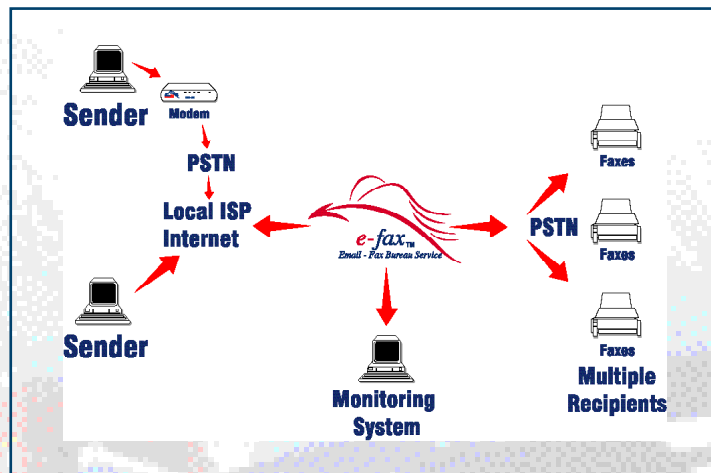 Sender
Modem
PSTN
Local ISP
Internet
Sender
e-fax™
Email - Fax Bureau Service
Monitoring
System
PSTN
Faxes
Faxes
Faxes
Multiple
Recipients